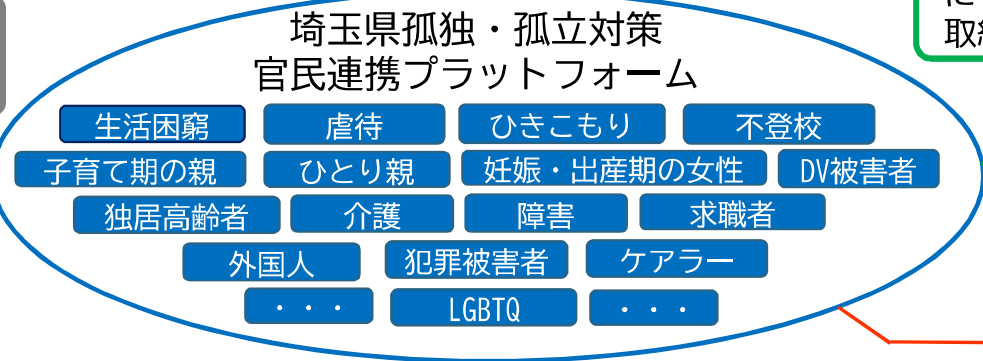 埼玉県孤独・孤立対策
官民連携プラットフォーム
生活困窮 虐待 ひきこもり 不登校
子育て期の親 ひとり親 妊娠・出産期の女性 DV被害者
独居高齢者 介護 障害 求職者
外国人 犯罪被害者 ケアラー
・・・ LGBTQ ・・・